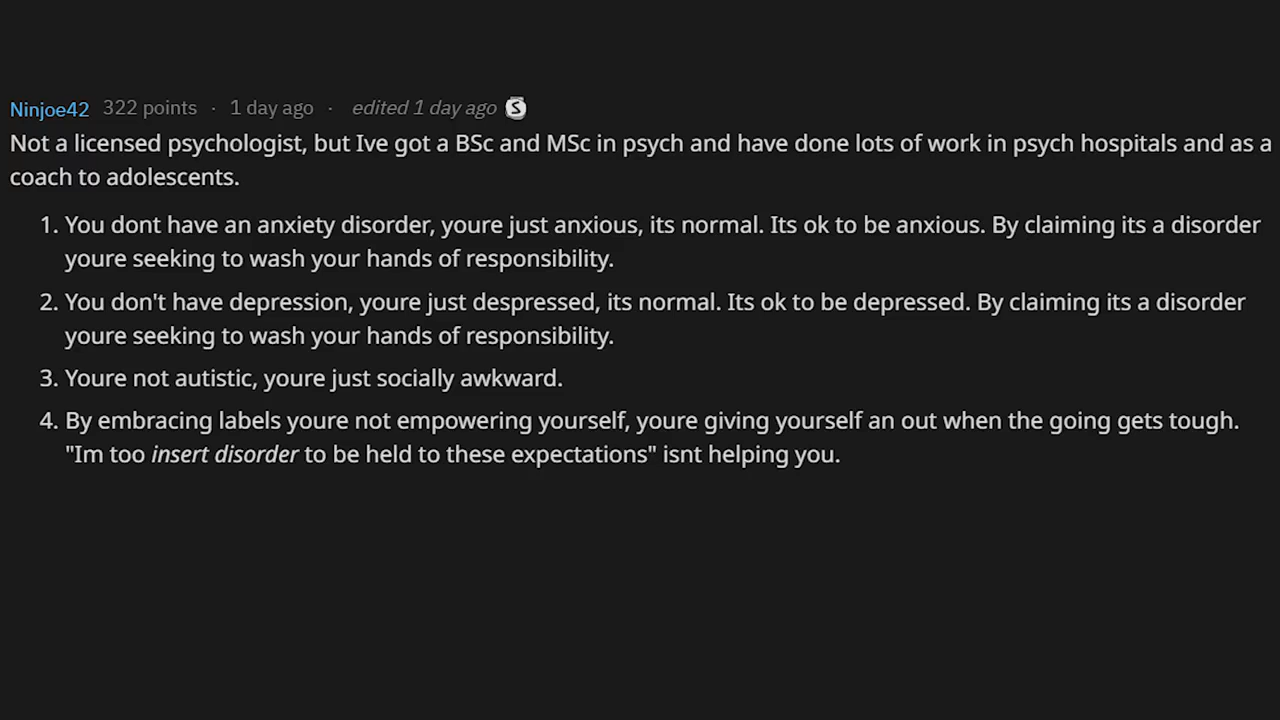 Ninjoe42 322 points · 1 day ago · edited 1 day ago S
Not a licensed psychologist, but Ive got a BSc and MSc in psych and have done lots of work in psych hospitals and as a
coach to adolescents.
1. You dont have an anxiety disorder, youre just anxious, its normal. Its ok to be anxious. By claiming its a disorder
youre seeking to wash your hands of responsibility.
2. You don't have depression, youre just despressed, its normal. Its ok to be depressed. By claiming its a disorder
youre seeking to wash your hands of responsibility.
3. Youre not autistic, youre just socially awkward.
4. By embracing labels youre not empowering yourself, youre giving yourself an out when the going gets tough.
"Im too insert disorder to be held to these expectations" isnt helping you.